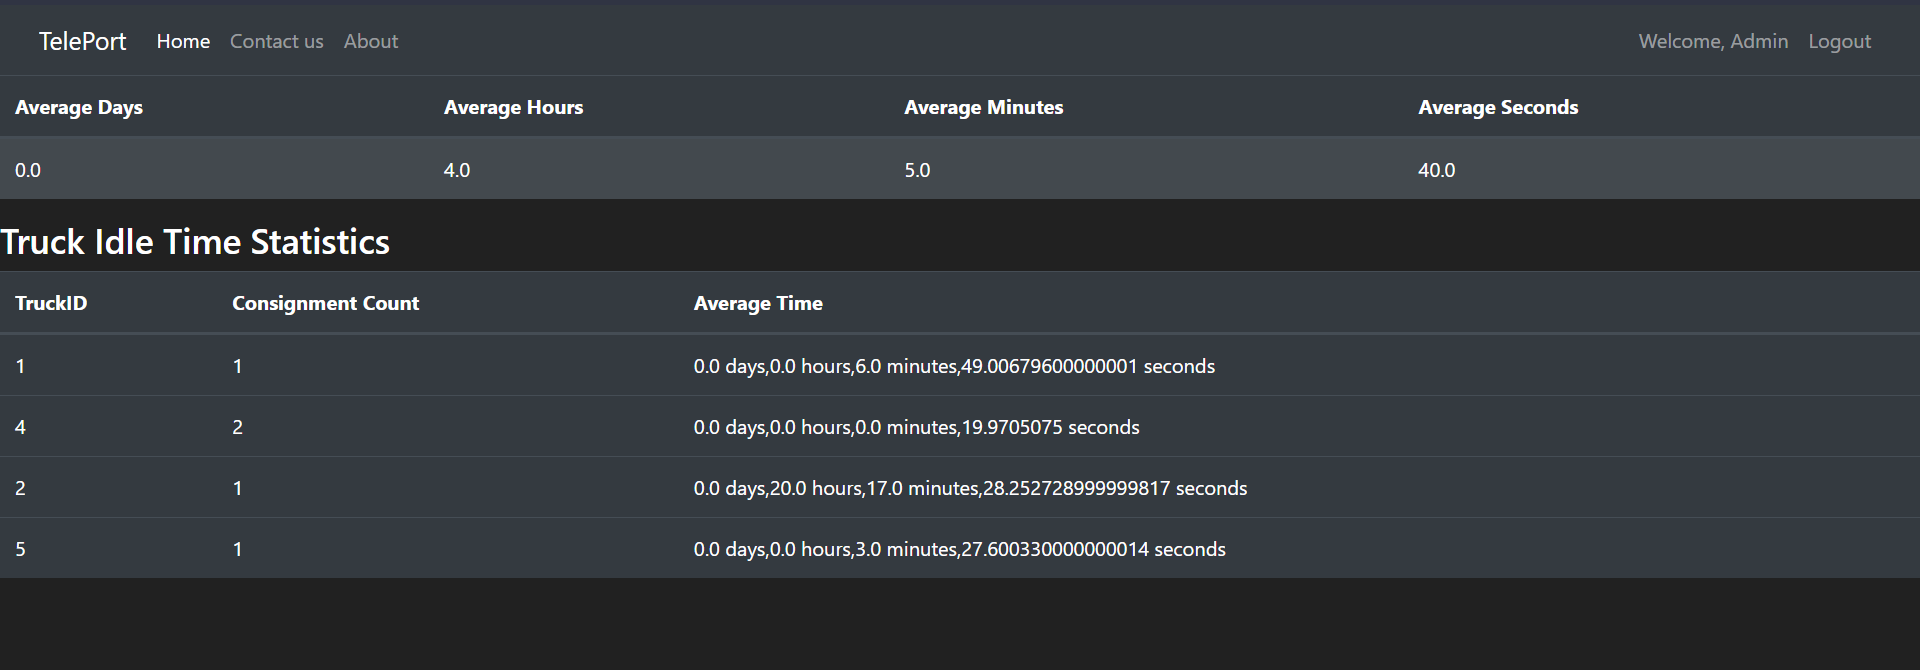 TelePort Home Contact us About Welcome, Admin Logout
Average Days Average Hours Average Minutes Average Seconds
0.0 4.0 5.0 40.0
Truck Idle Time Statistics
TruckID Consignment Count Average Time
1 1 0.0 days,0.0 hours,6.0 minutes,49.00679600000001 seconds
4 2 0.0 days,0.0 hours,0.0 minutes,19.9705075 seconds
2 1 0.0 days,20.0 hours,17.0 minutes,28.252728999999817 seconds
5 1 0.0 days,0.0 hours,3.0 minutes,27.600330000000014 seconds